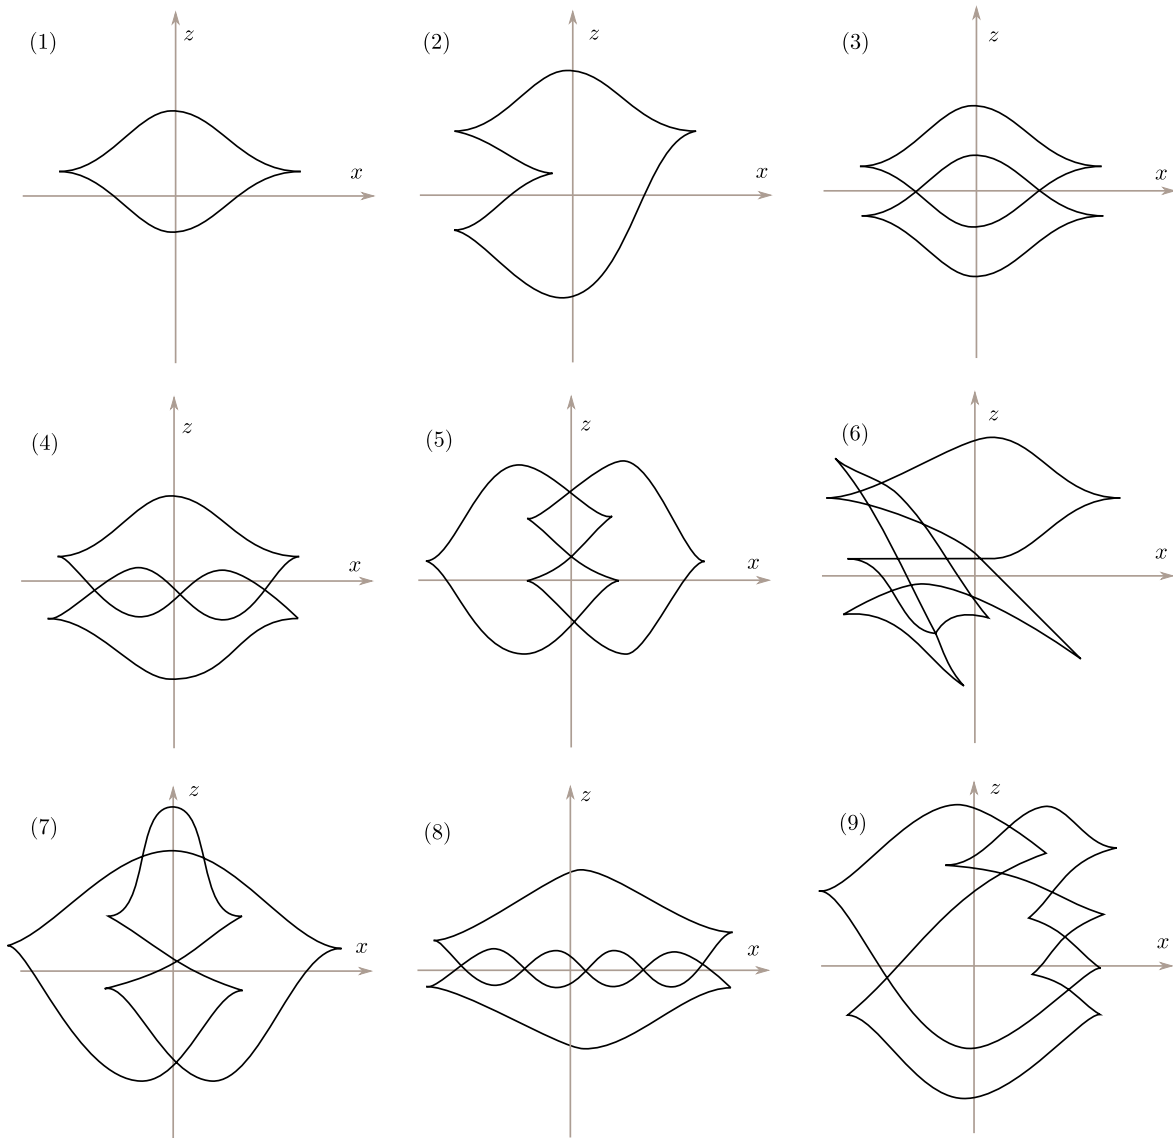 (1) z x
(2) z x
(3) z x
(4) z x
(5) z x
(6) z x
(7) z x
(8) z x
(9) z x